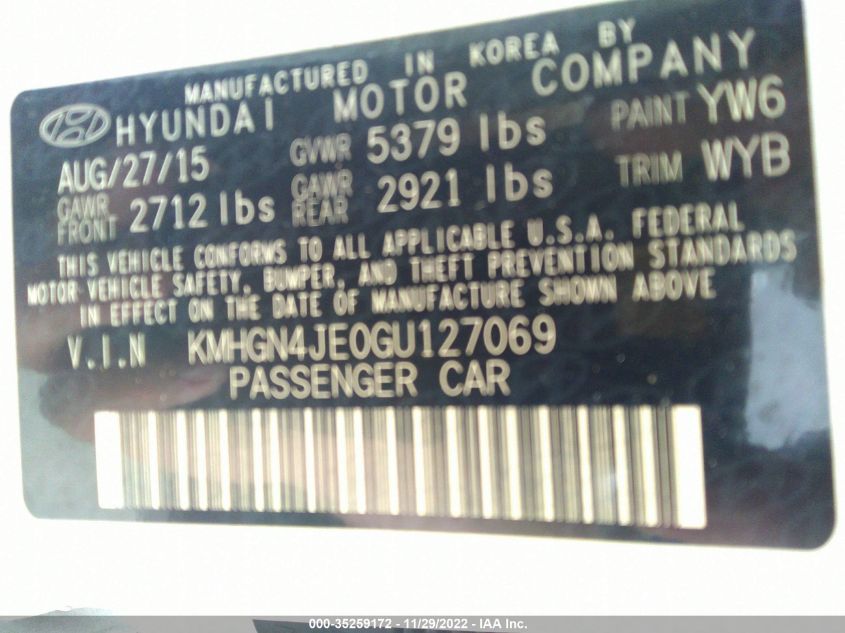 MANUFACTURED IN KOREA BY
HYUNDAI MOTOR COMPANY
AUG/27/15 GVWR 5379 lbs PAINT YW6
GAWR FRONT 2712 lbs GAWR REAR 2921 lbs TRIM WYB
THIS VEHICLE CONFORMS TO ALL APPLICABLE U.S.A. FEDERAL
MOTOR VEHICLE SAFETY, BUMPER, AND THEFT PREVENTION STANDARDS
IN EFFECT ON THE DATE OF MANUFACTURE SHOWN ABOVE
V.I.N KMHGN4JE0GU127069
PASSENGER CAR
000-35259172 - 11/29/2022 - IAA Inc.